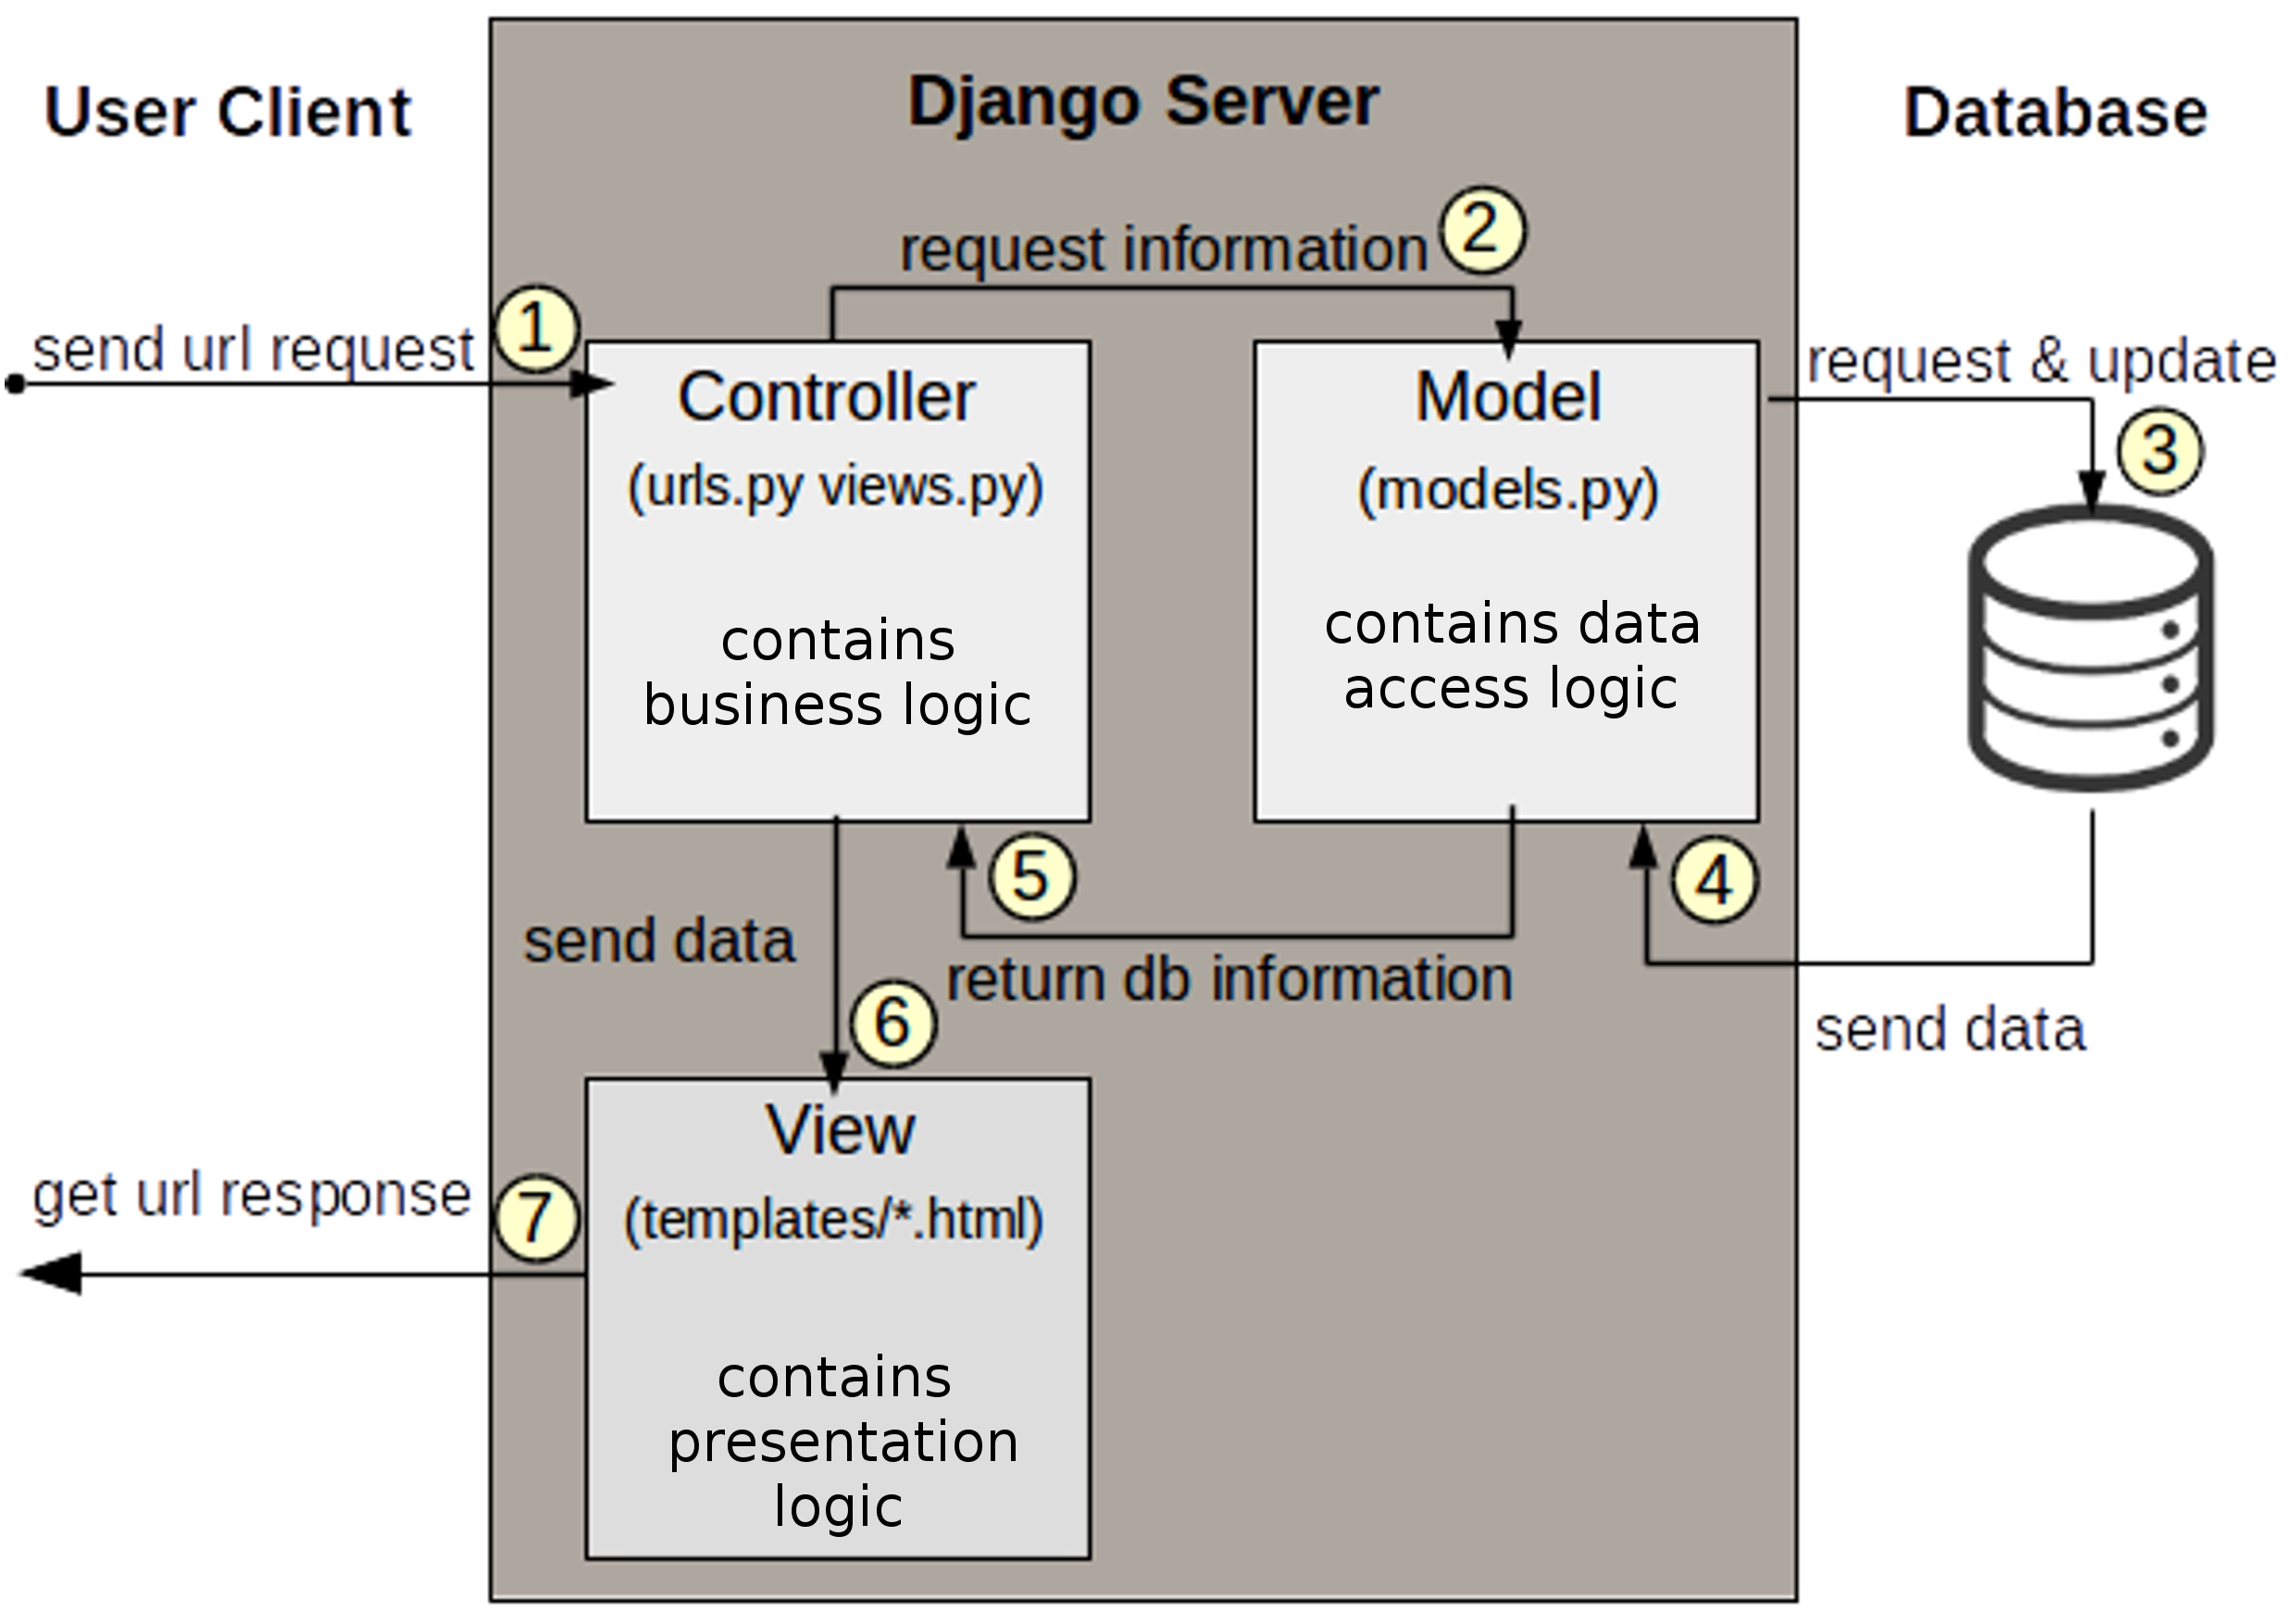 User Client
Django Server
Database
request information
2
1
send url request
request & update
3
Controller
(urls.py views.py)
contains
business logic
Model
(models.py)
contains data
access logic
5
4
send data
return db information
6
send data
View
(templates/*.html)
contains
presentation
logic
get url response
7